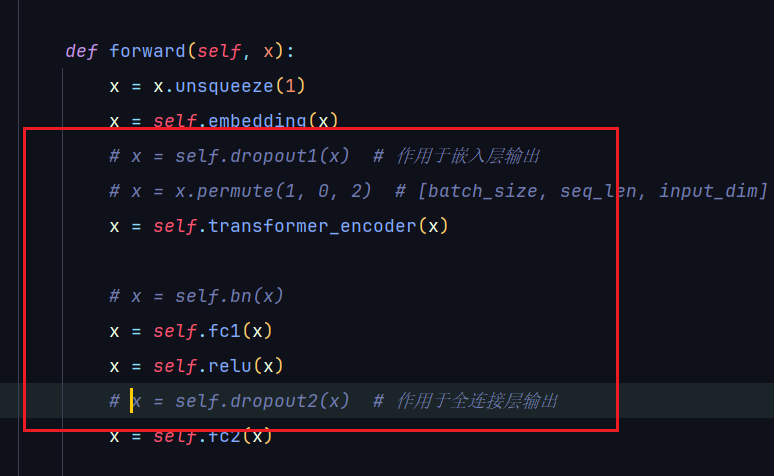 def forward(self, x):
x = x.unsqueeze(1)
x = self.embedding(x)
# x = self.dropout1(x)  # 作用于嵌入层输出
# x = x.permute(1, 0, 2)  # [batch_size, seq_len, input_dim]
x = self.transformer_encoder(x)
# x = self.bn(x)
x = self.fc1(x)
x = self.relu(x)
# x = self.dropout2(x)  # 作用于全连接层输出
x = self.fc2(x)